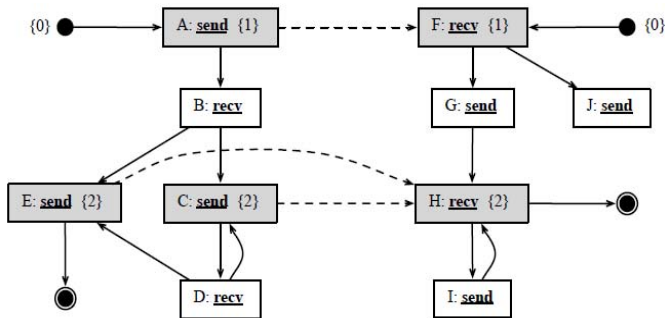 {0} A: send {1} F: recv {1} {0}
B: recv G: send J: send
E: send {2} C: send {2} H: recv {2}
D: recv I: send